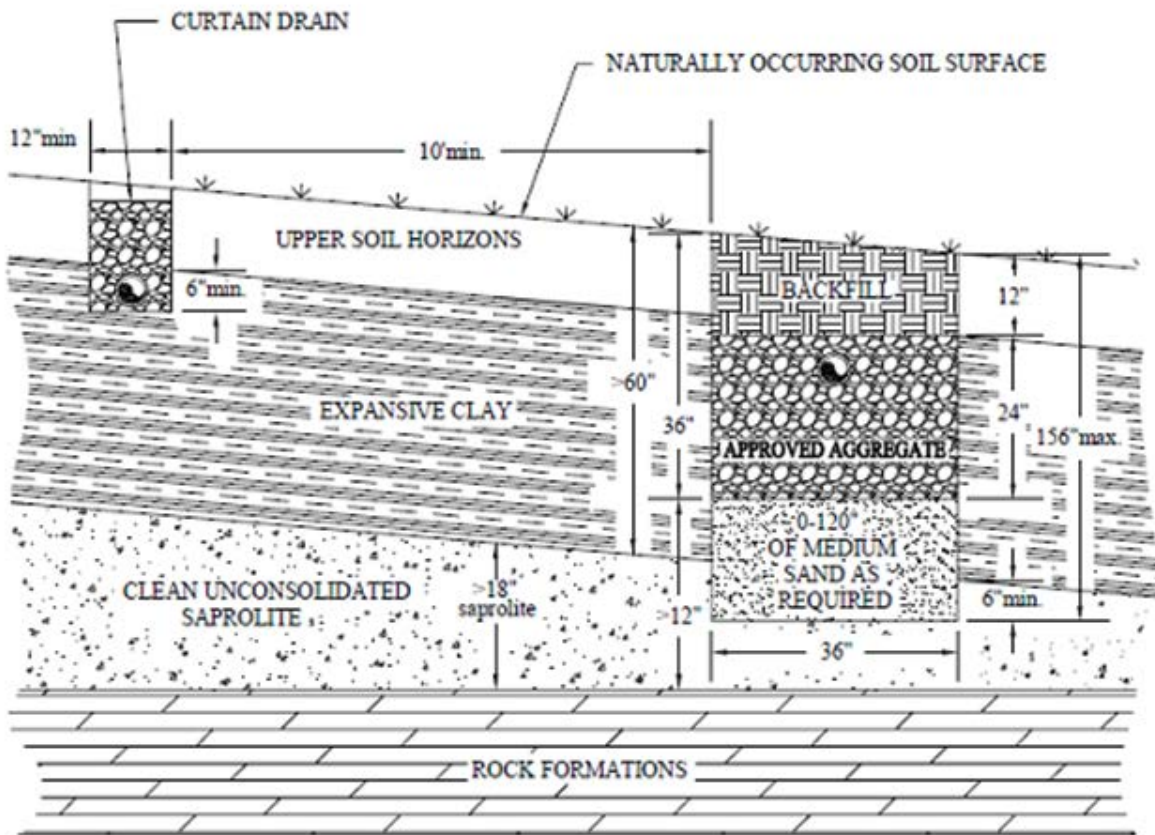 CURTAIN DRAIN
NATURALLY OCCURRING SOIL SURFACE
12"min
10'min.
UPPER SOIL HORIZONS
6"min.
BACKFILL
12"
>60"
EXPANSIVE CLAY
36"
24"
156"max.
APPROVED AGGREGATE
0-120"
OF MEDIUM
SAND AS
REQUIRED
CLEAN UNCONSOLIDATED
SAPROLITE
>18"
saprolite
>12"
6"min.
36"
ROCK FORMATIONS